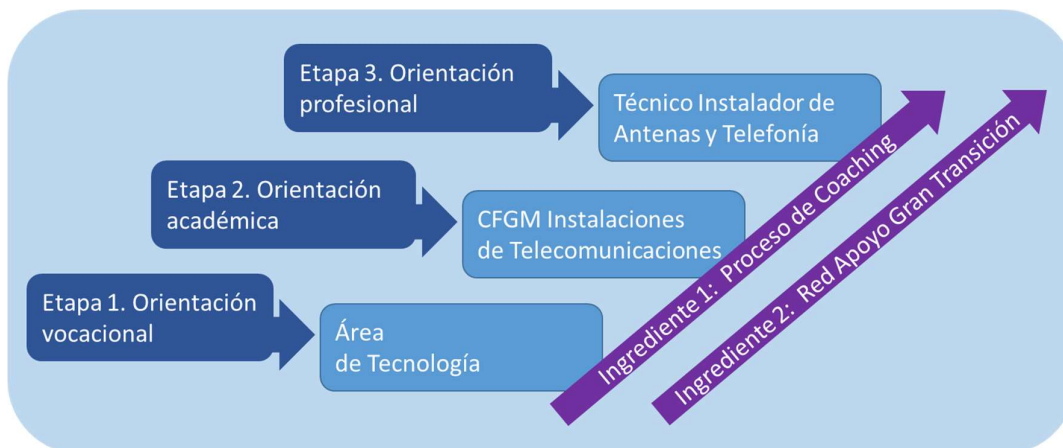 Etapa 3. Orientación
profesional
Técnico Instalador de
Antenas y Telefonía
Etapa 2. Orientación
académica
CFGM Instalaciones
de Telecomunicaciones
Etapa 1. Orientación
vocacional
Área
de Tecnología
Ingrediente 1: Proceso de Coaching
Ingrediente 2: Red Apoyo Gran Transición